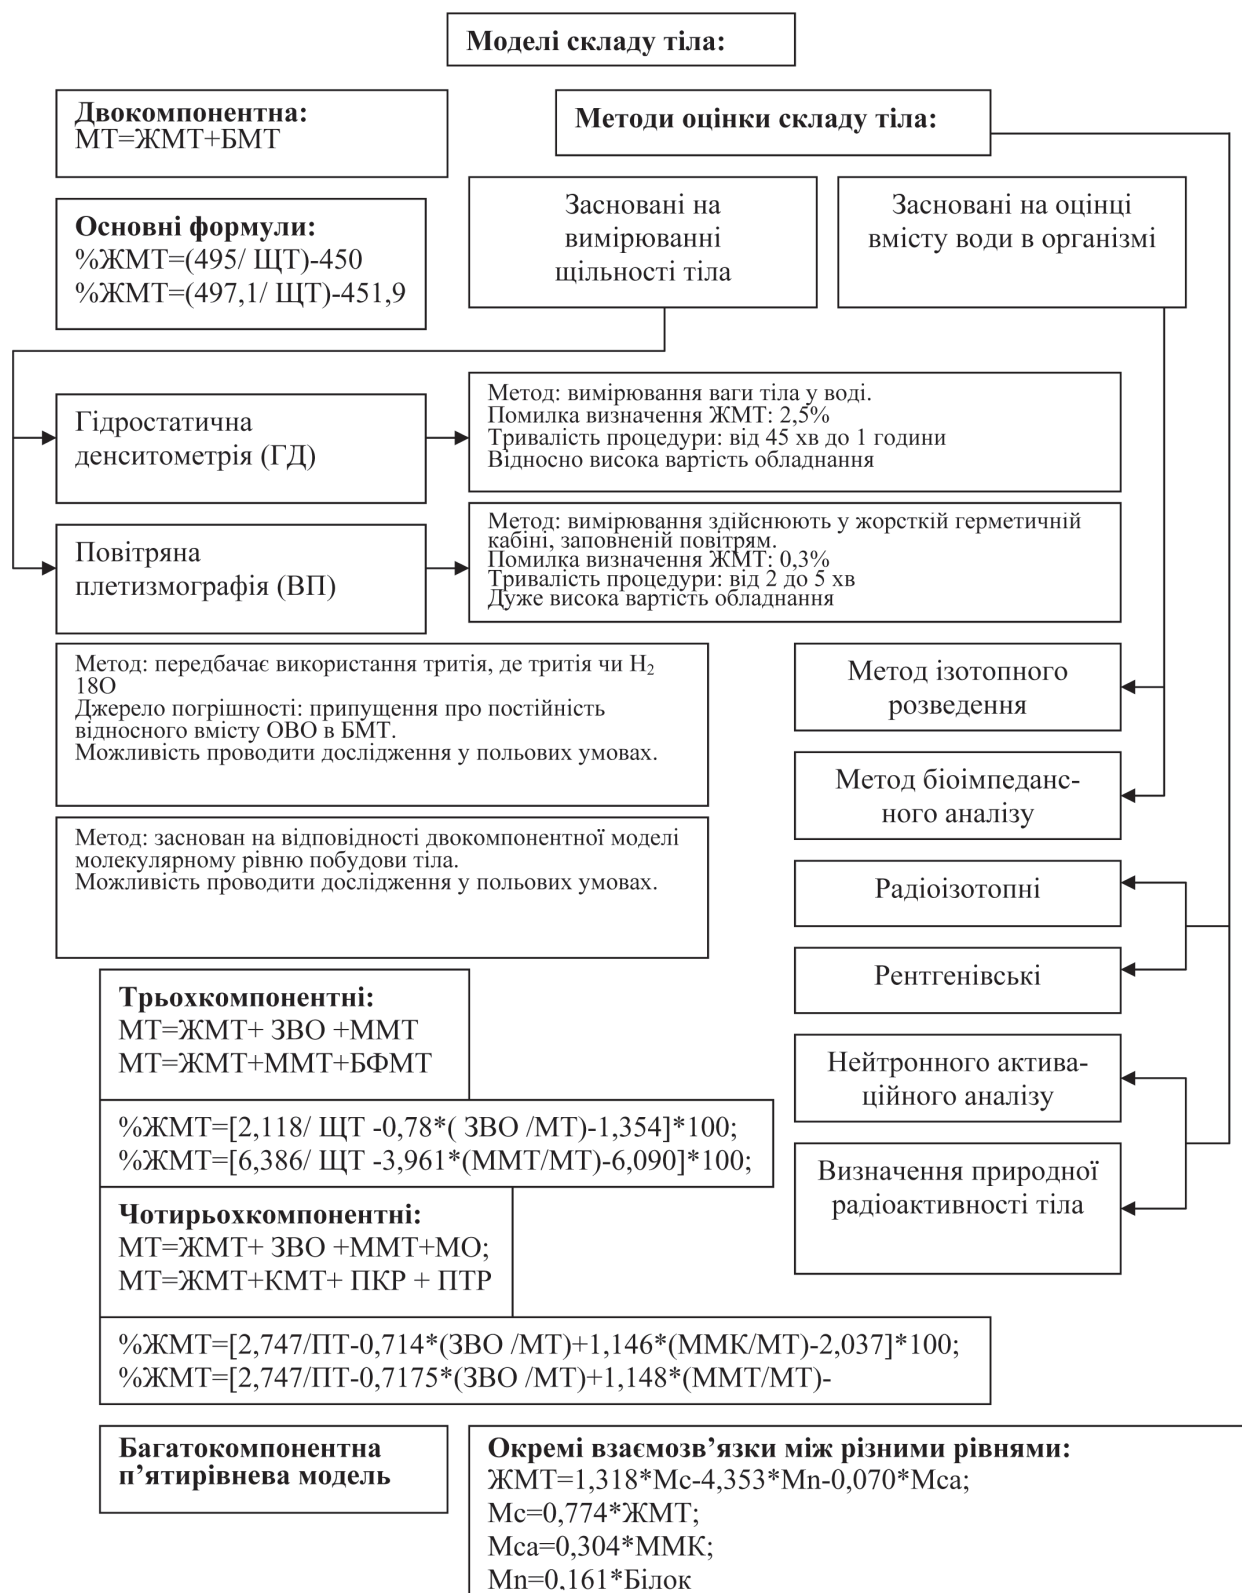 Моделі складу тіла:
Двокомпонентна:
МТ=ЖМТ+БМТ
Методи оцінки складу тіла:
Основні формули:
%ЖМТ=(495/ ЩТ)-450
%ЖМТ=(497,1/ ЩТ)-451,9
Засновані на
вимірюванні
щільності тіла
Засновані на оцінці
вмісту води в організмі
Гідростатична
денситометрія (ГД)
Метод: вимірювання ваги тіла у воді.
Помилка визначення ЖМТ: 2,5%
Тривалість процедури: від 45 хв до 1 години
Відносно висока вартість обладнання
Повітряна
плетизмографія (ВП)
Метод: вимірювання здійснюють у жорсткій герметичній
кабіні, заповненій повітрям.
Помилка визначення ЖМТ: 0,3%
Тривалість процедури: від 2 до 5 хв
Дуже висока вартість обладнання
Метод: передбачає використання тритія, де тритія чи H₂
18О
Джерело погрішності: припущення про постійність
відносного вмісту ОВО в БМТ.
Можливість проводити дослідження у польових умовах.
Метод ізотопного
розведення
Метод біоімпеданс-
ного аналізу
Метод: заснован на відповідності двокомпонентної моделі
молекулярному рівню побудови тіла.
Можливість проводити дослідження у польових умовах.
Радіоізотопні
Рентгенівські
Трьохкомпонентні:
МТ=ЖМТ+ ЗВО +ММТ
МТ=ЖМТ+ММТ+БФМТ
Нейтронного актива-
ційного аналізу
%ЖМТ=[2,118/ ЩТ -0,78*( ЗВО /МТ)-1,354]*100;
%ЖМТ=[6,386/ ЩТ -3,961*(ММТ/МТ)-6,090]*100;
Визначення природної
радіоактивності тіла
Чотирьохкомпонентні:
МТ=ЖМТ+ ЗВО +ММТ+МО;
МТ=ЖМТ+КМТ+ ПКР + ПТР
%ЖМТ=[2,747/ПТ-0,714*(ЗВО /МТ)+1,146*(ММК/МТ)-2,037]*100;
%ЖМТ=[2,747/ПТ-0,7175*(ЗВО /МТ)+1,148*(ММТ/МТ)-
Багатокомпонентна
п’ятирівнева модель
Окремі взаємозв’язки між різними рівнями:
ЖМТ=1,318*Мс-4,353*Mn-0,070*Мса;
Мс=0,774*ЖМТ;
Мса=0,304*ММК;
Mn=0,161*Білок